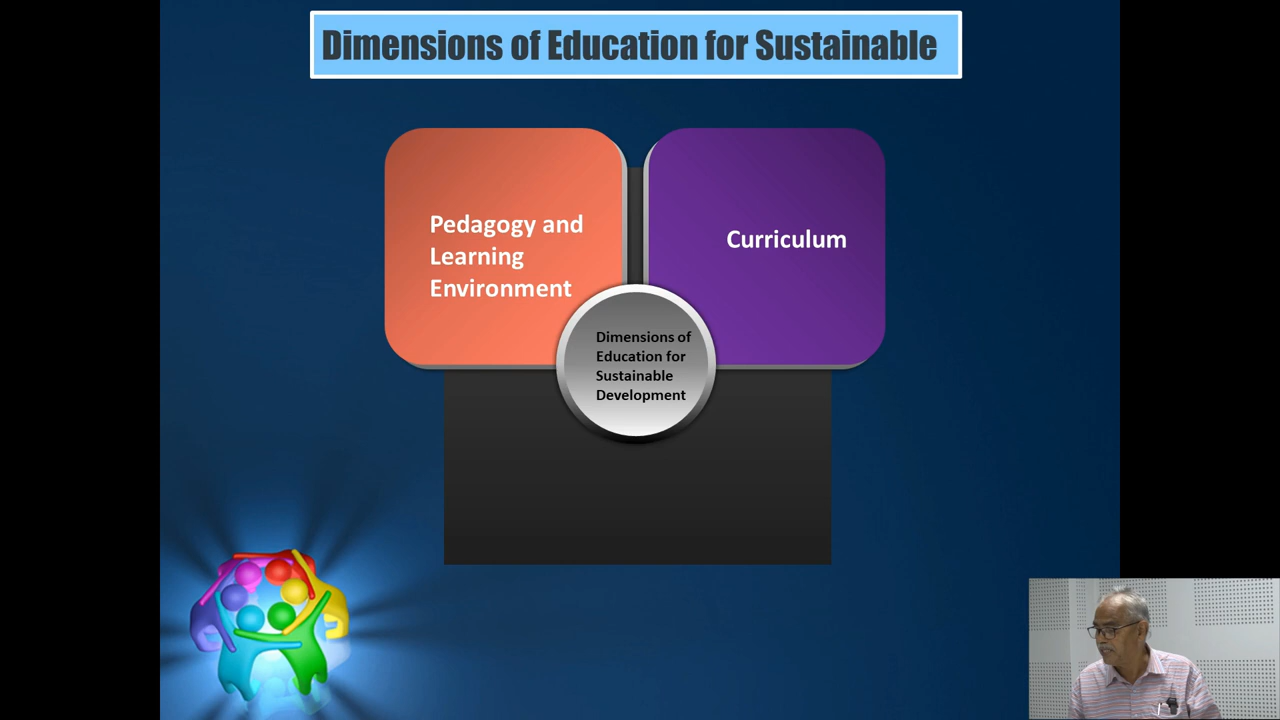 Dimensions of Education for Sustainable
Pedagogy and
Learning
Environment
Curriculum
Dimensions of
Education for
Sustainable
Development